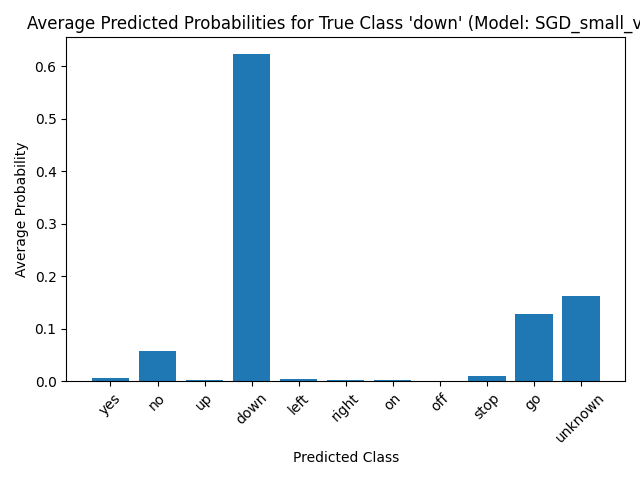 Average Predicted Probabilities for True Class 'down' (Model: SGD_small_v
Average Probability
0.6
0.5
0.4
0.3
0.2
0.1
0.0
yes no up down left right on off stop go unknown
Predicted Class